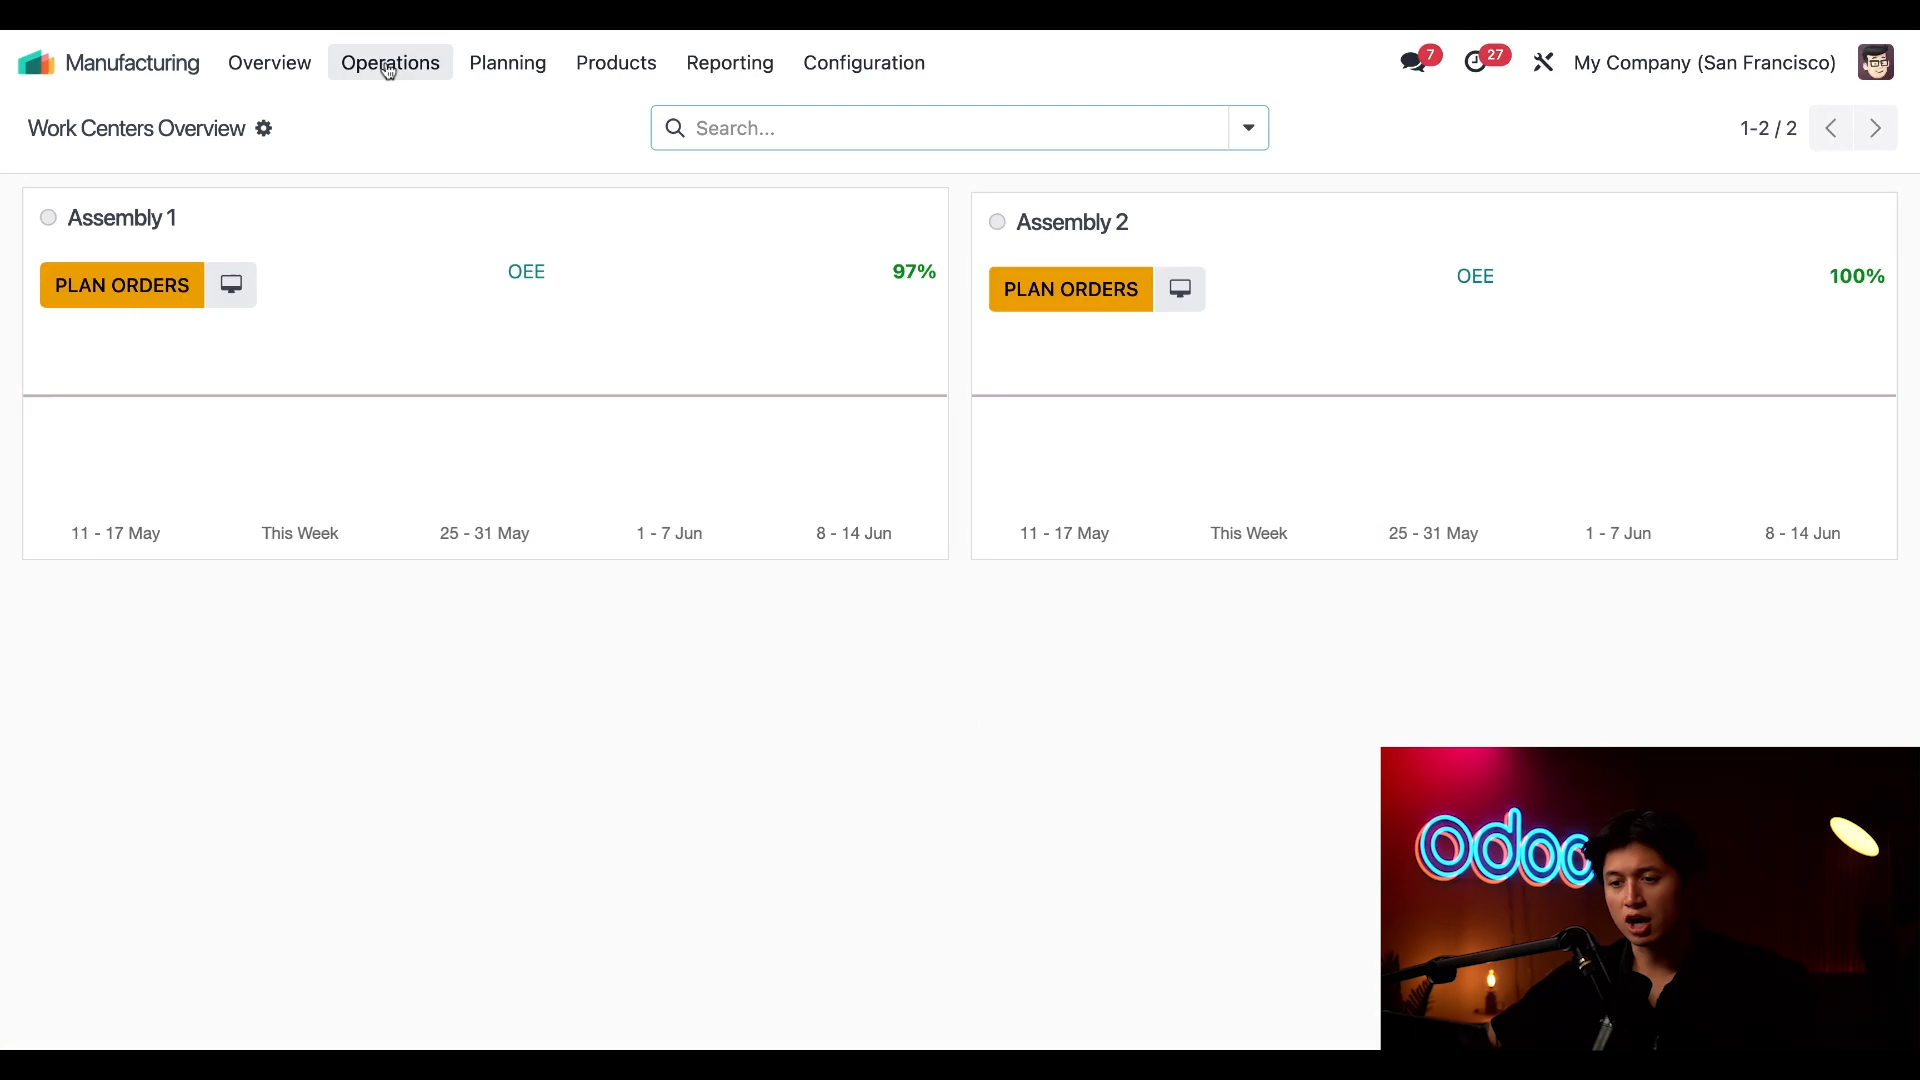 Manufacturing Overview Operations Planning Products Reporting Configuration 7 27 My Company (San Francisco)
Work Centers Overview Search... 1-2 / 2
Assembly 1
PLAN ORDERS OEE 97%
11 - 17 May This Week 25 - 31 May 1 - 7 Jun 8 - 14 Jun
Assembly 2
PLAN ORDERS OEE 100%
11 - 17 May This Week 25 - 31 May 1 - 7 Jun 8 - 14 Jun
odoo